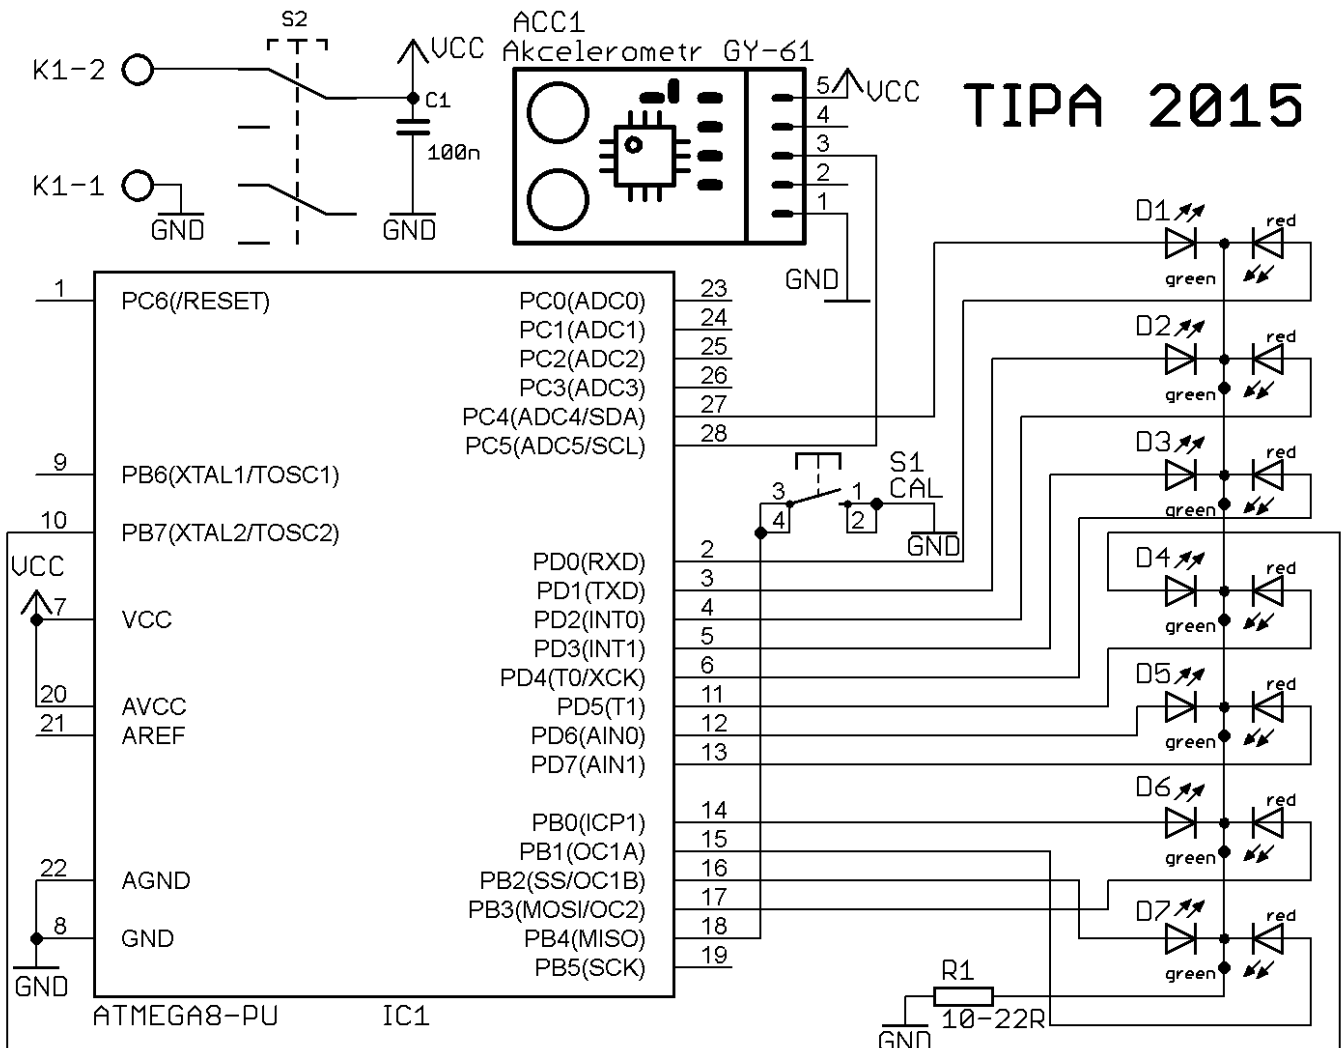 S2
K1-2
VCC
C1
100n
K1-1
GND
GND
ACC1
Akcelerometr GY-61
5
VCC
4
3
2
1
GND
TIPA 2015
D1
red
green
D2
red
green
D3
red
green
D4
red
green
D5
red
green
D6
red
green
D7
red
green
1
PC6(/RESET)
9
PB6(XTAL1/TOSC1)
10
PB7(XTAL2/TOSC2)
VCC
7
VCC
20
AVCC
21
AREF
22
AGND
8
GND
GND
PC0(ADC0)
23
PC1(ADC1)
24
PC2(ADC2)
25
PC3(ADC3)
26
PC4(ADC4/SDA)
27
PC5(ADC5/SCL)
28
S1
CAL
3
1
4
2
GND
PD0(RXD)
2
PD1(TXD)
3
PD2(INT0)
4
PD3(INT1)
5
PD4(T0/XCK)
6
PD5(T1)
11
PD6(AIN0)
12
PD7(AIN1)
13
PB0(ICP1)
14
PB1(OC1A)
15
PB2(SS/OC1B)
16
PB3(MOSI/OC2)
17
PB4(MISO)
18
PB5(SCK)
19
ATMEGA8-PU
IC1
R1
10-22R
GND